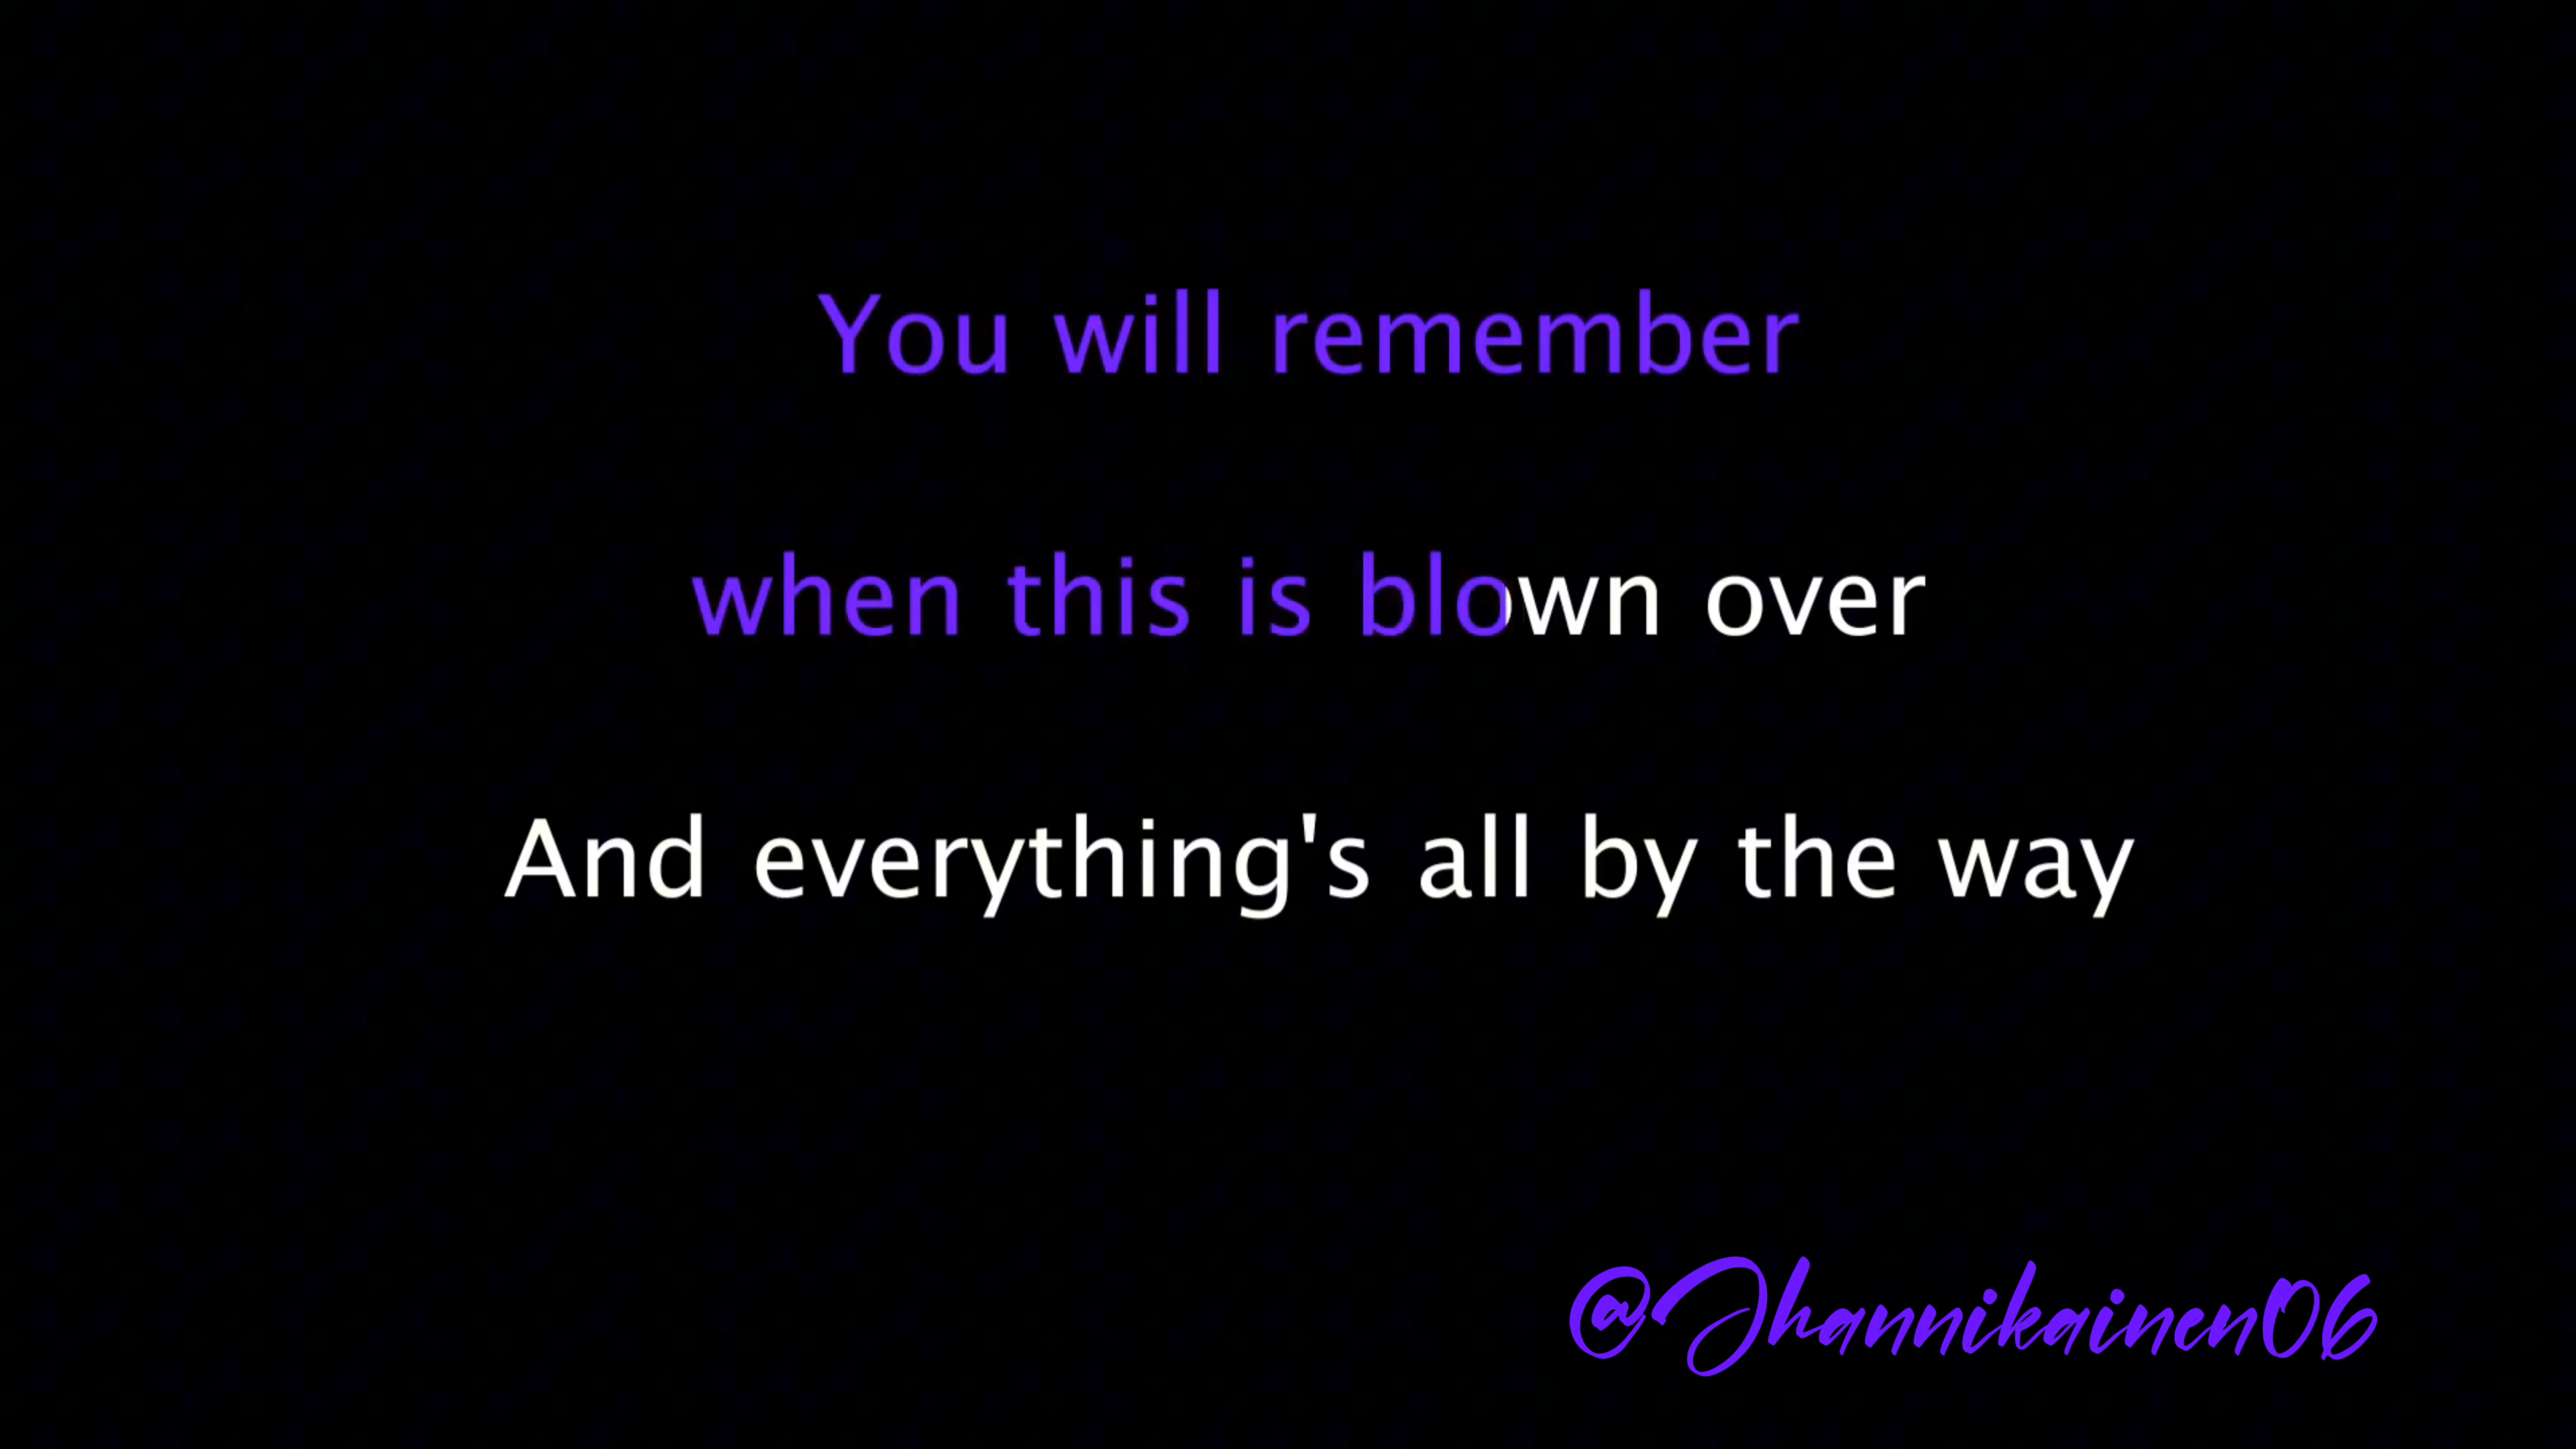 You will remember
when this is blown over
And everything's all by the way
@Jhannikainen06